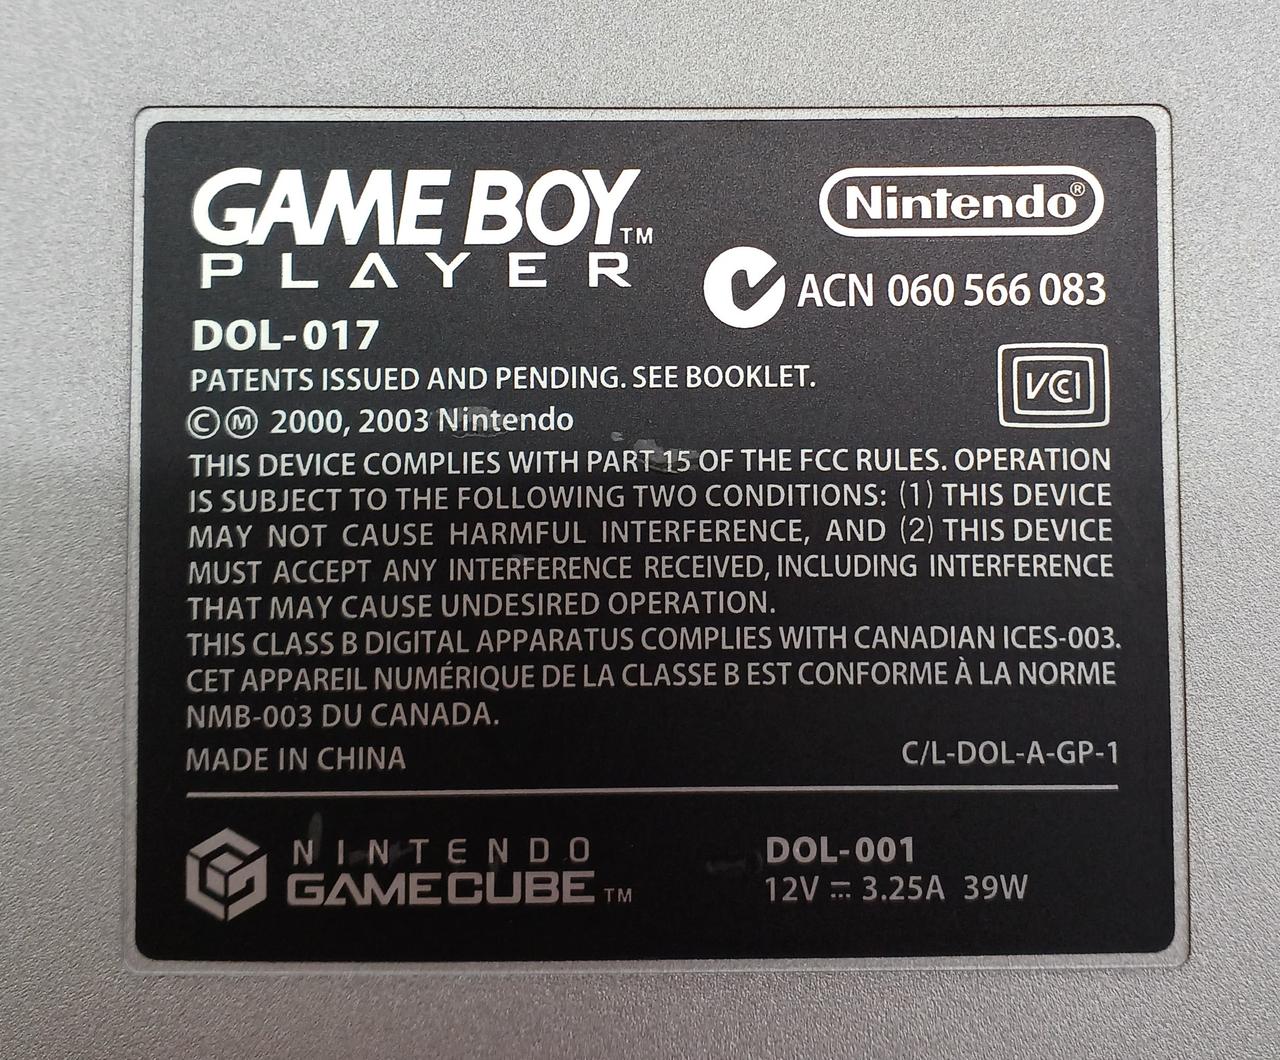 GAME BOY™
PLAYER
Nintendo®
ACN 060 566 083
DOL-017
PATENTS ISSUED AND PENDING. SEE BOOKLET.
VCCI
©Ⓜ 2000, 2003 Nintendo
THIS DEVICE COMPLIES WITH PART 15 OF THE FCC RULES. OPERATION
IS SUBJECT TO THE FOLLOWING TWO CONDITIONS: (1) THIS DEVICE
MAY NOT CAUSE HARMFUL INTERFERENCE, AND (2) THIS DEVICE
MUST ACCEPT ANY INTERFERENCE RECEIVED, INCLUDING INTERFERENCE
THAT MAY CAUSE UNDESIRED OPERATION.
THIS CLASS B DIGITAL APPARATUS COMPLIES WITH CANADIAN ICES-003.
CET APPAREIL NUMÉRIQUE DE LA CLASSE B EST CONFORME À LA NORME
NMB-003 DU CANADA.
MADE IN CHINA
C/L-DOL-A-GP-1
NINTENDO
GAMECUBE™
DOL-001
12V ⎓ 3.25A 39W